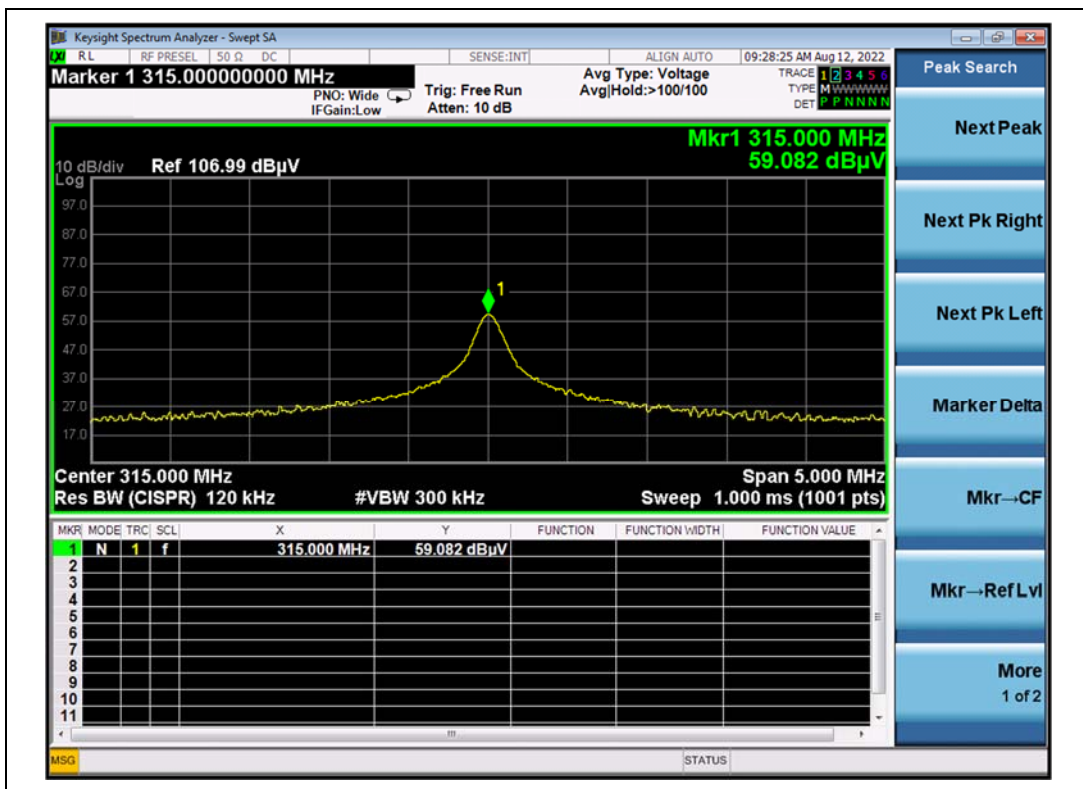 Keysight Spectrum Analyzer - Swept SA
LXI RL RF PRESEL 50 Ω DC SENSE:INT ALIGN AUTO 09:28:25 AM Aug 12, 2022
Marker 1 315.000000000 MHz
PNO: Wide
IFGain:Low
Trig: Free Run
Atten: 10 dB
Avg Type: Voltage
Avg|Hold:>100/100
TRACE 1 2 3 4 5 6
TYPE M WWWWW
DET P P N N N N
Mkr1 315.000 MHz
59.082 dBµV
10 dB/div Ref 106.99 dBµV
Log
97.0
87.0
77.0
67.0
57.0
47.0
37.0
27.0
17.0
1
Center 315.000 MHz Span 5.000 MHz
Res BW (CISPR) 120 kHz #VBW 300 kHz Sweep 1.000 ms (1001 pts)
MKR MODE TRC SCL X Y FUNCTION FUNCTION WIDTH FUNCTION VALUE
1 N 1 f 315.000 MHz 59.082 dBµV
2
3
4
5
6
7
8
9
10
11
MSG STATUS
Peak Search
Next Peak
Next Pk Right
Next Pk Left
Marker Delta
Mkr→CF
Mkr→Ref Lvl
More
1 of 2